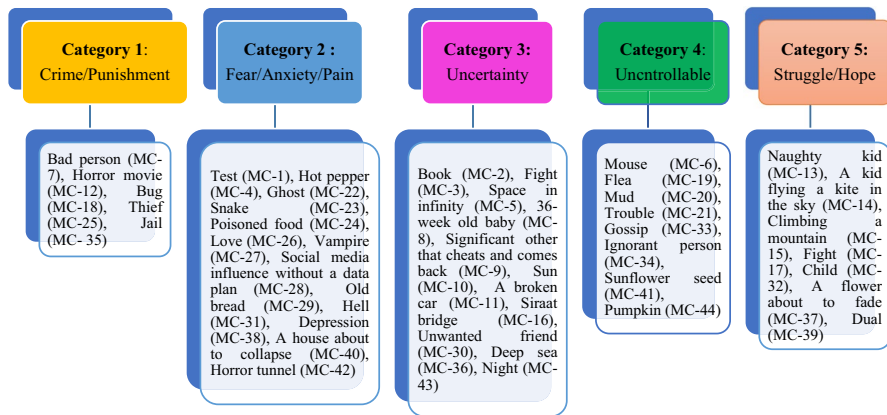 Category 1:
Crime/Punishment
Category 2 :
Fear/Anxiety/Pain
Category 3:
Uncertainty
Category 4:
Uncntrollable
Category 5:
Struggle/Hope
Bad person (MC-
7), Horror movie
(MC-12), Bug
(MC-18), Thief
(MC-25), Jail
(MC- 35)
Test (MC-1), Hot pepper
(MC-4), Ghost (MC-22),
Snake (MC-23),
Poisoned food (MC-24),
Love (MC-26), Vampire
(MC-27), Social media
influence without a data
plan (MC-28), Old
bread (MC-29), Hell
(MC-31), Depression
(MC-38), A house about
to collapse (MC-40),
Horror tunnel (MC-42)
Book (MC-2), Fight
(MC-3), Space in
infinity (MC-5), 36-
week old baby (MC-
8), Significant other
that cheats and comes
back (MC-9), Sun
(MC-10), A broken
car (MC-11), Siraat
bridge (MC-16),
Unwanted friend
(MC-30), Deep sea
(MC-36), Night (MC-
43)
Mouse (MC-6),
Flea (MC-19),
Mud (MC-20),
Trouble (MC-21),
Gossip (MC-33),
Ignorant person
(MC-34),
Sunflower seed
(MC-41),
Pumpkin (MC-44)
Naughty kid
(MC-13), A kid
flying a kite in
the sky (MC-14),
Climbing a
mountain (MC-
15), Fight (MC-
17), Child (MC-
32), A flower
about to fade
(MC-37), Dual
(MC-39)